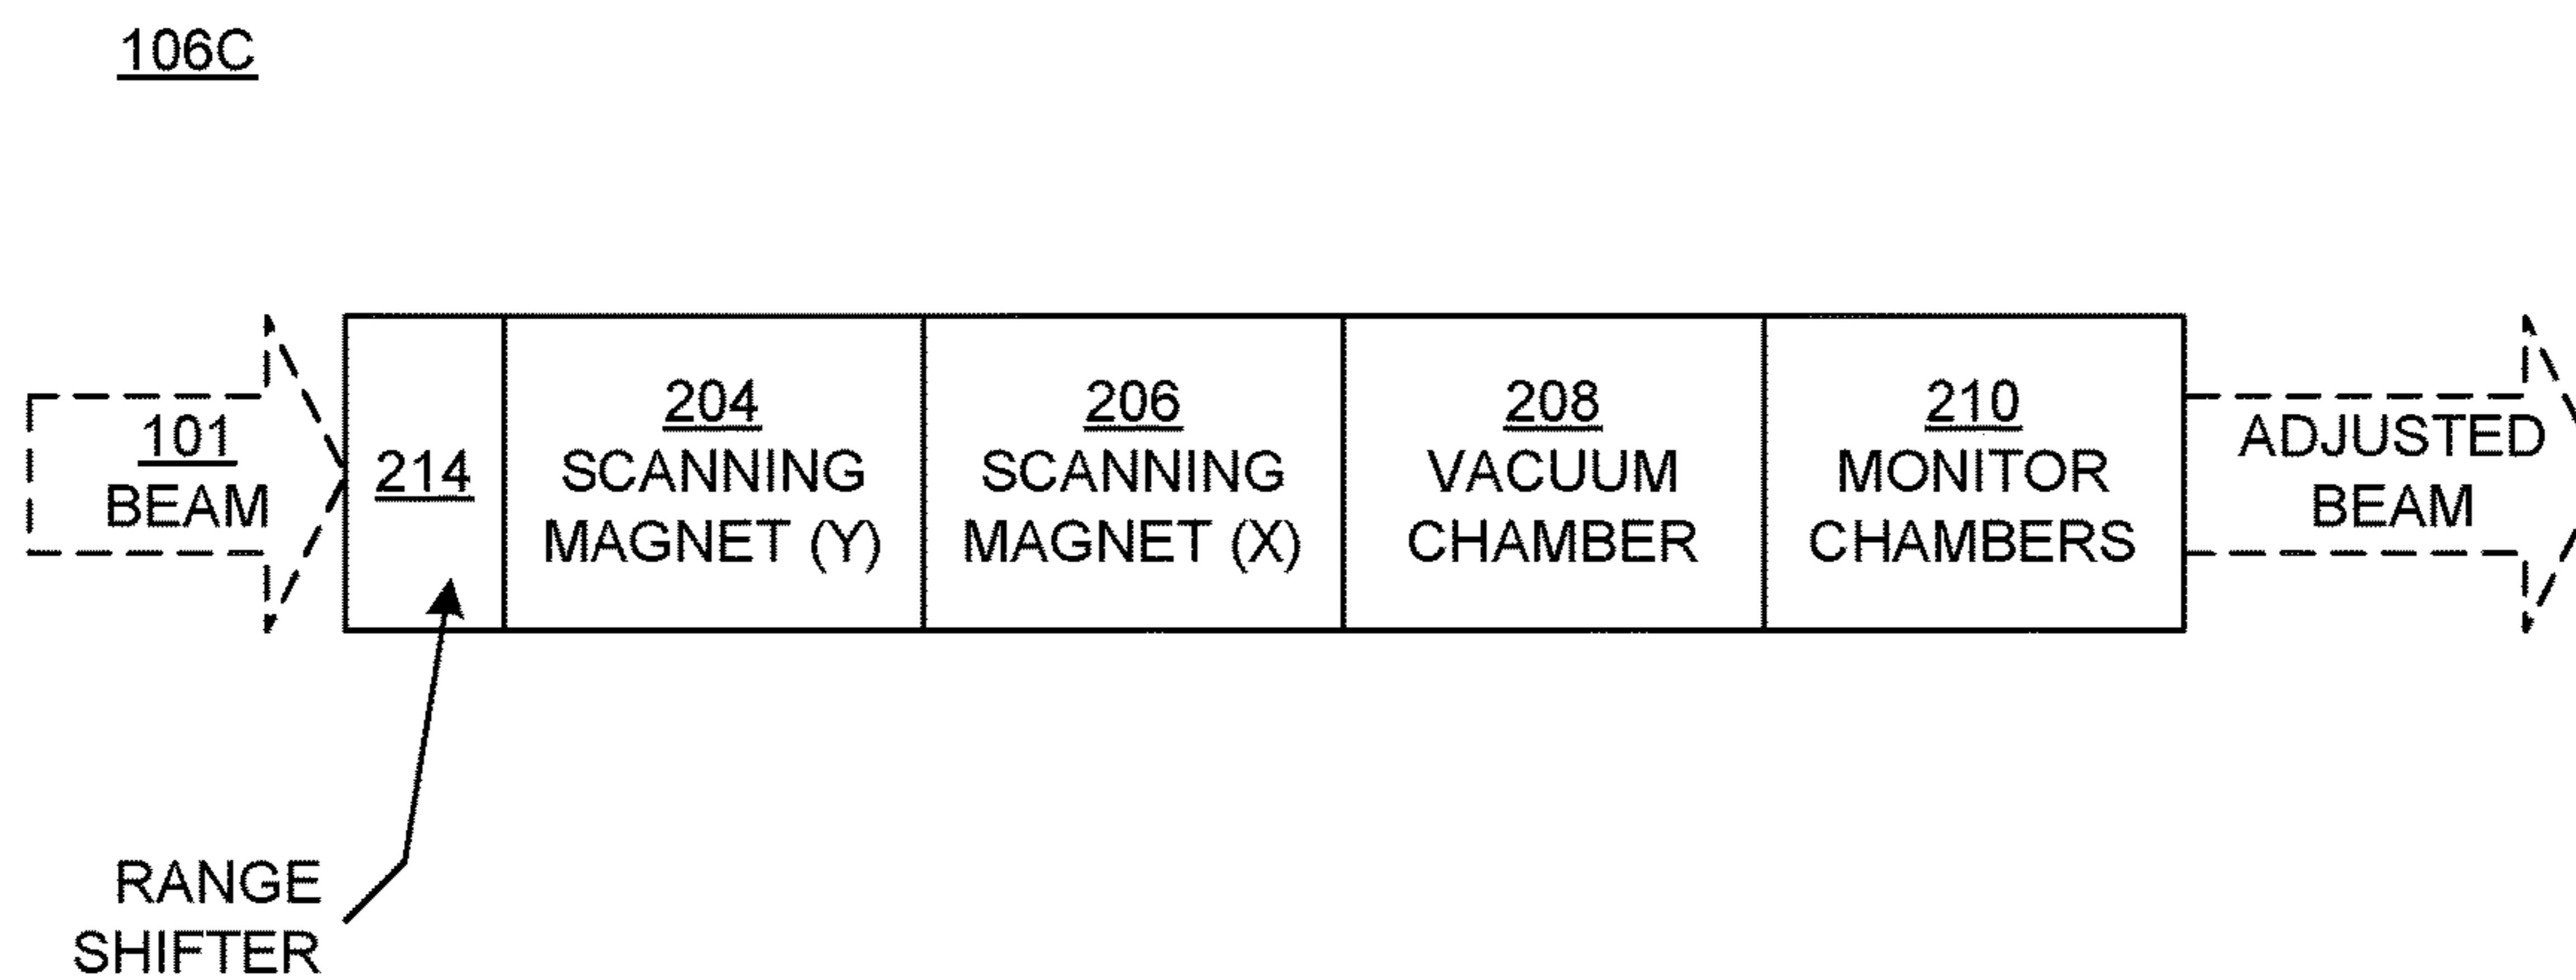 106C
101
BEAM
214
204
SCANNING
MAGNET (Y)
206
SCANNING
MAGNET (X)
208
VACUUM
CHAMBER
210
MONITOR
CHAMBERS
ADJUSTED
BEAM
RANGE
SHIFTER